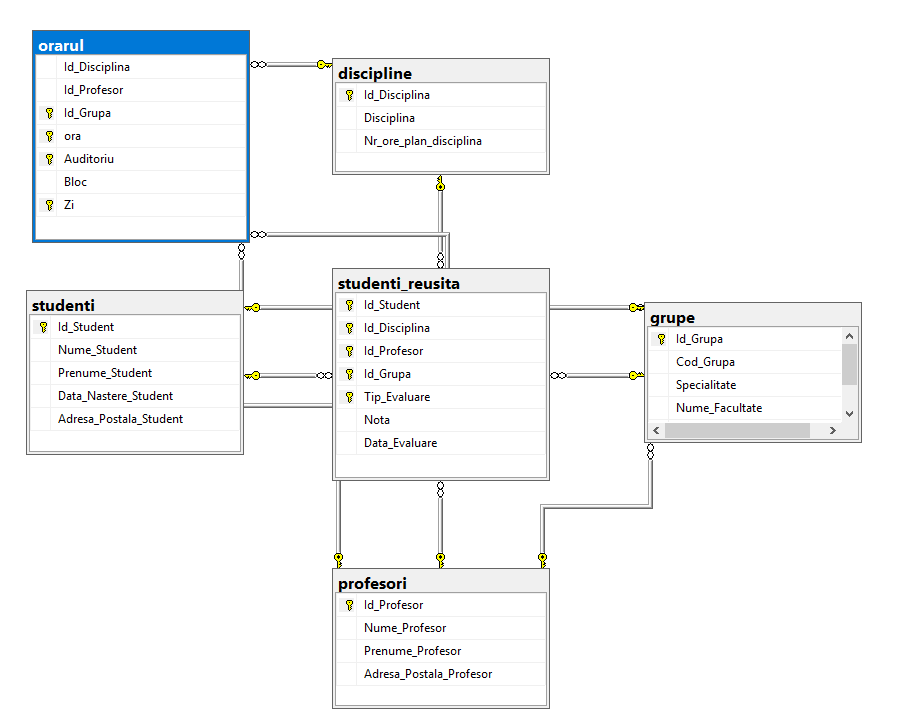 orarul
Id_Disciplina
Id_Profesor
Id_Grupa
ora
Auditoriu
Bloc
Zi
discipline
Id_Disciplina
Disciplina
Nr_ore_plan_disciplina
studenti
Id_Student
Nume_Student
Prenume_Student
Data_Nastere_Student
Adresa_Postala_Student
studenti_reusita
Id_Student
Id_Disciplina
Id_Profesor
Id_Grupa
Tip_Evaluare
Nota
Data_Evaluare
grupe
Id_Grupa
Cod_Grupa
Specialitate
Nume_Facultate
profesori
Id_Profesor
Nume_Profesor
Prenume_Profesor
Adresa_Postala_Profesor